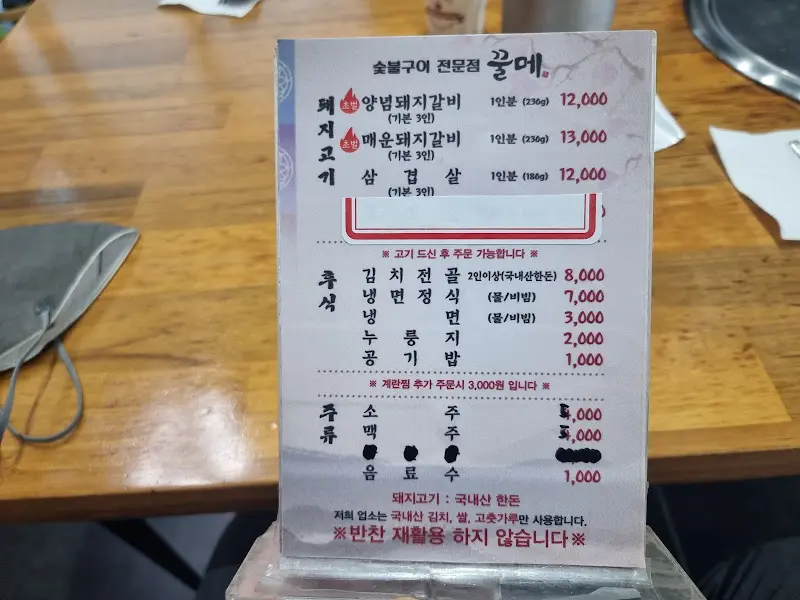 숯불구이 전문점 꿀메
돼지고기
초벌 양념돼지갈비 1인분 (230g) 12,000
(기본 3인)
초벌 매운돼지갈비 1인분 (230g) 13,000
(기본 3인)
삼겹살 1인분 (180g) 12,000
(기본 3인)
※ 고기 드신 후 주문 가능합니다 ※
후식
김치전골 2인이상(국내산한돈) 8,000
냉면정식 (물/비빔) 7,000
냉면 (물/비빔) 3,000
누룽지 2,000
공기밥 1,000
※ 계란찜 추가 주문시 3,000원 입니다 ※
주류
소주 ,000
맥주 ,000
음료수 1,000
돼지고기 : 국내산 한돈
저희 업소는 국내산 김치, 쌀, 고춧가루만 사용합니다.
※반찬 재활용 하지 않습니다※